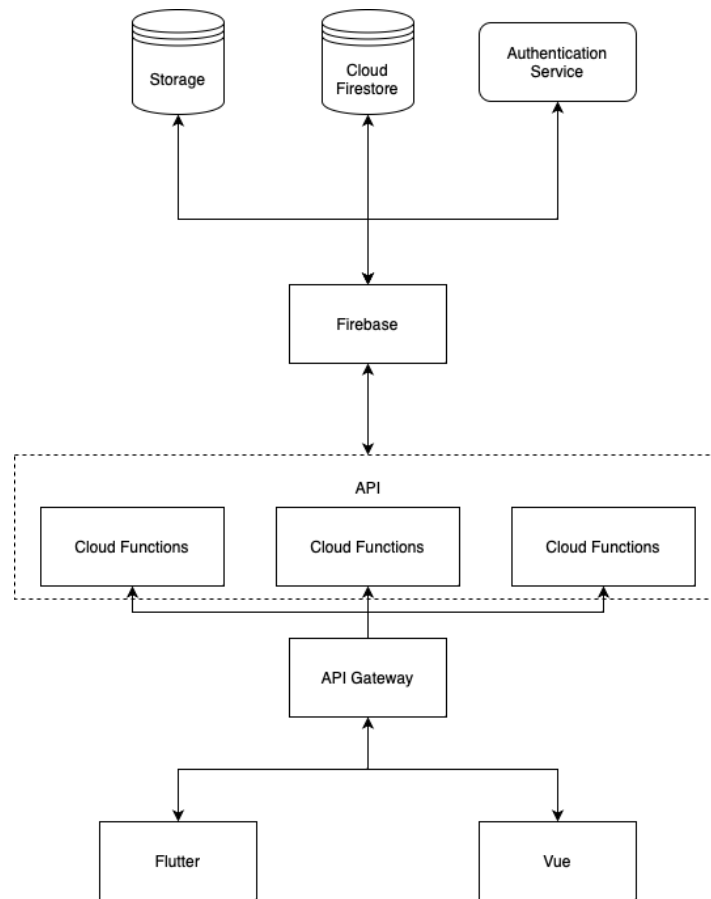 Storage
Cloud
Firestore
Authentication
Service
Firebase
API
Cloud Functions
Cloud Functions
Cloud Functions
API Gateway
Flutter
Vue